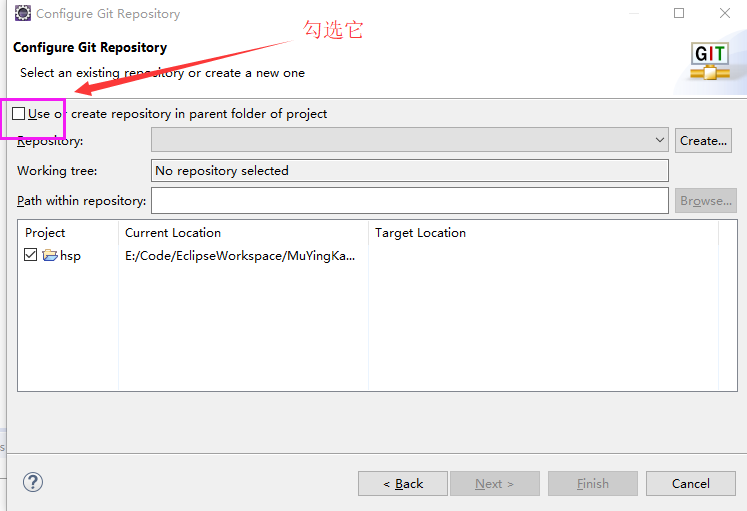 Configure Git Repository
勾选它
Configure Git Repository
Select an existing repository or create a new one
GIT
Use or create repository in parent folder of project
Repository:
Create...
Working tree:
No repository selected
Path within repository:
Browse...
Project
Current Location
Target Location
hsp
E:/Code/EclipseWorkspace/MuYingKa...
s
?
< Back
Next >
Finish
Cancel